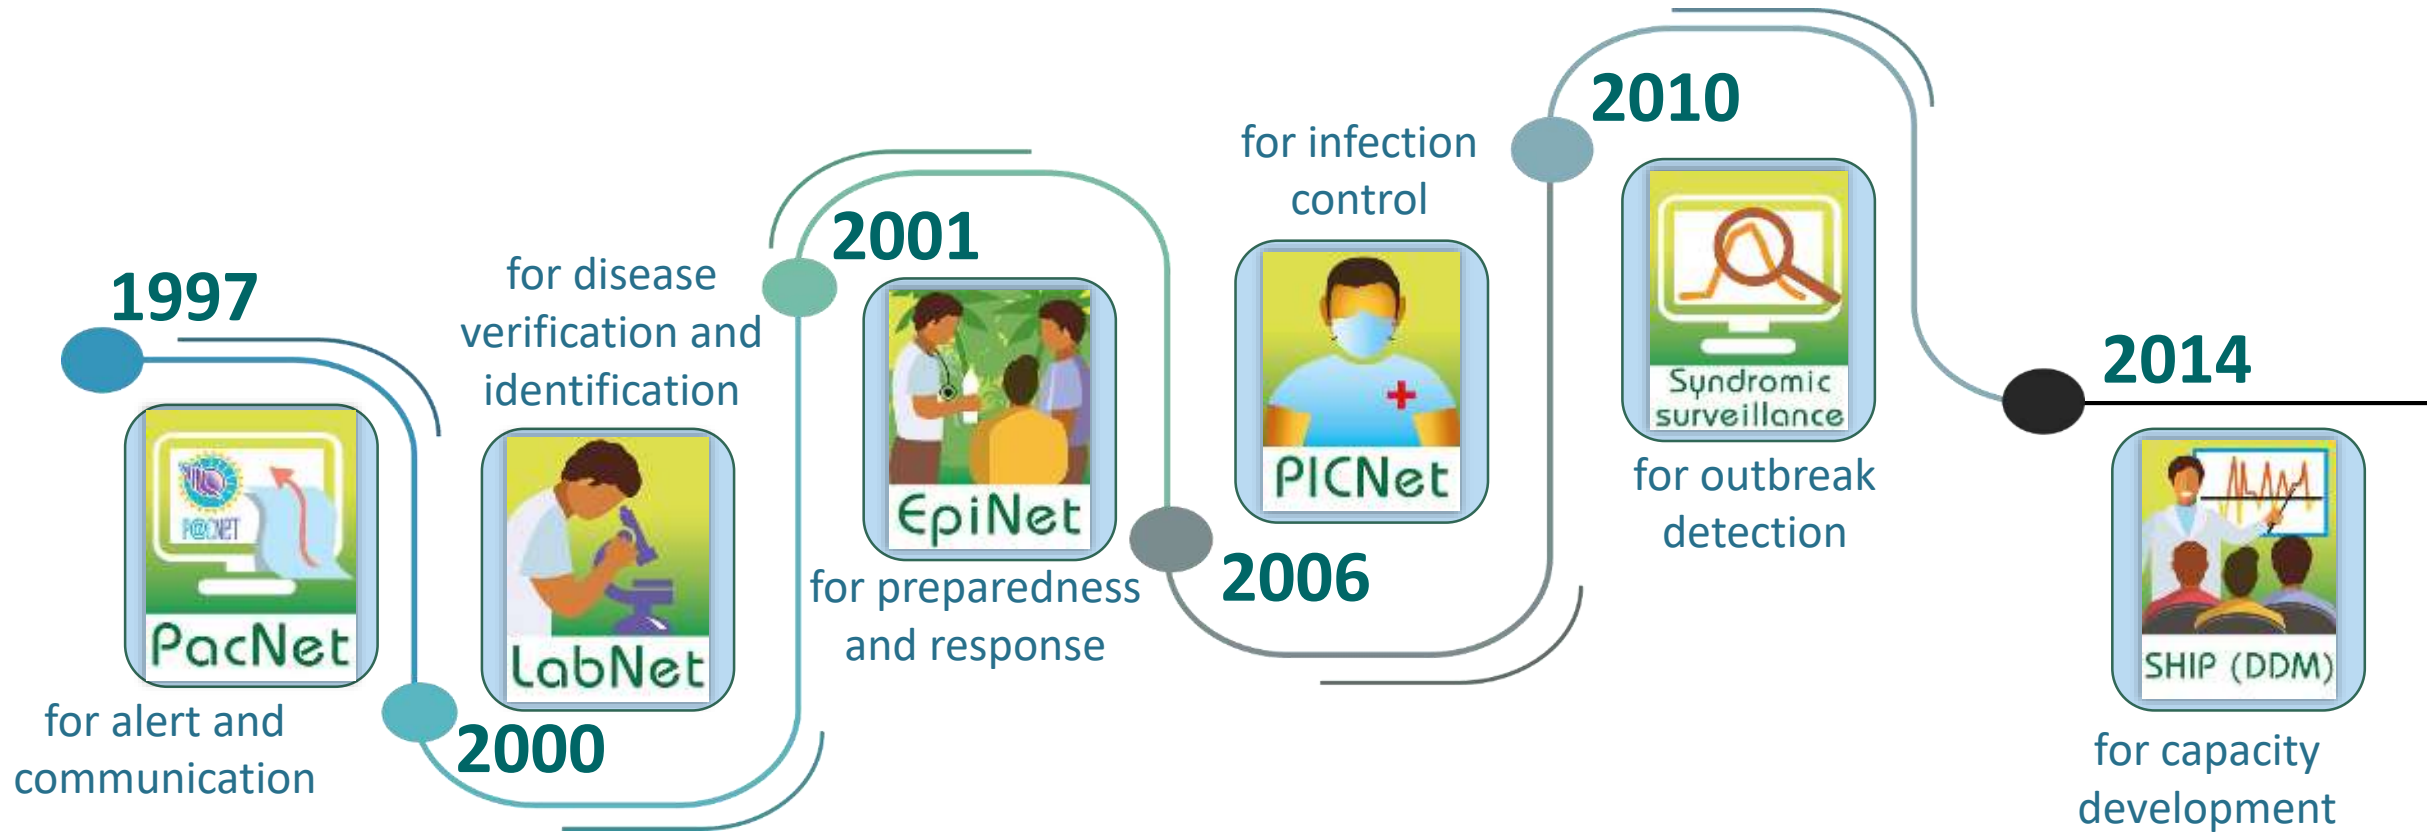 1997
P@CNET
PacNet
for alert and
communication
for disease
verification and
identification
LabNet
2000
2001
EpiNet
for preparedness
and response
for infection
control
PICNet
2006
2010
Syndromic
surveillance
for outbreak
detection
2014
SHIP (DDM)
for capacity
development